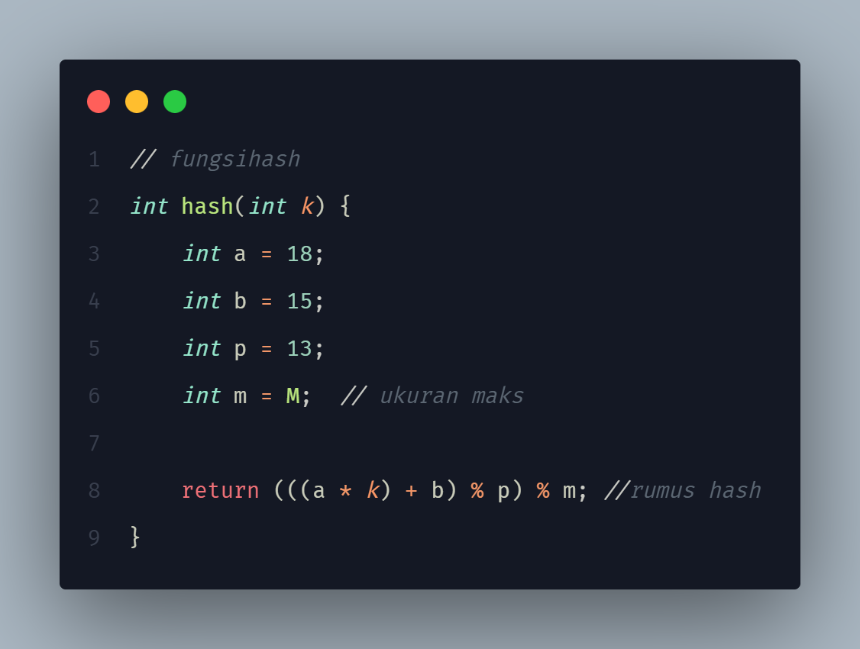 1 // fungsihash
2 int hash(int k) {
3     int a = 18;
4     int b = 15;
5     int p = 13;
6     int m = M;  // ukuran maks
7
8     return (((a * k) + b) % p) % m; //rumus hash
9 }